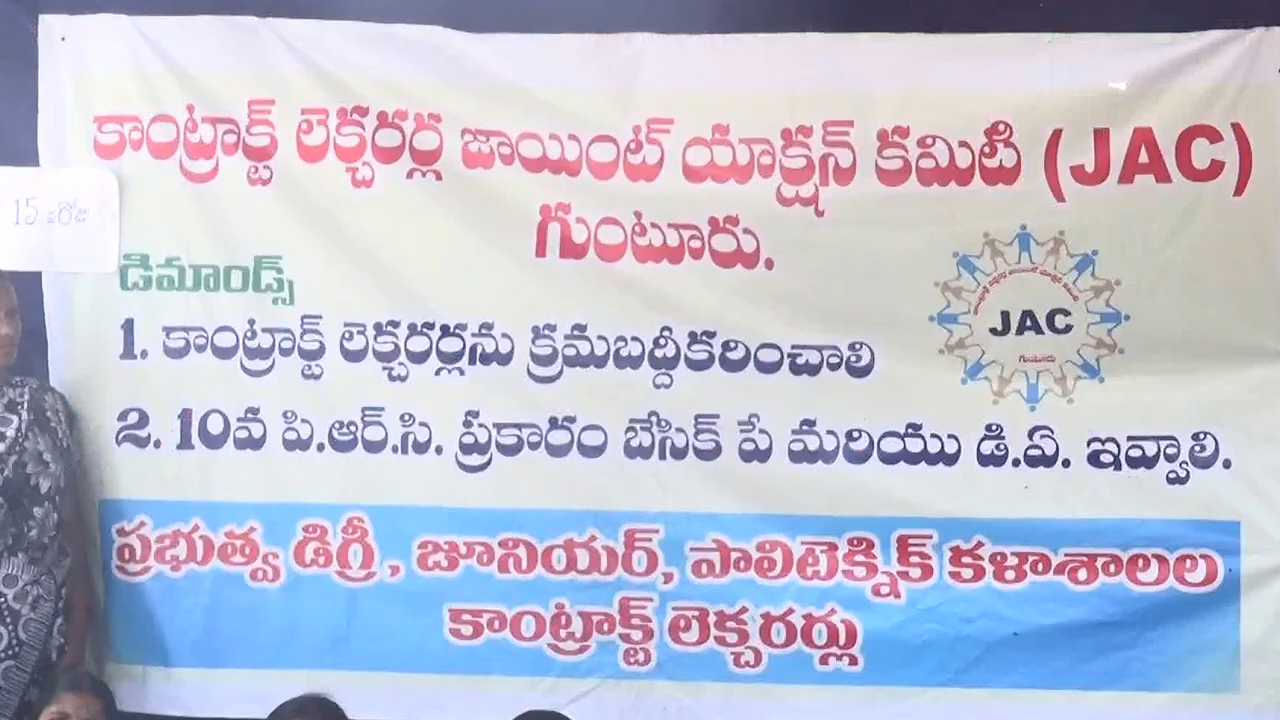 కాంట్రాక్ట్ లెక్చరర్ల జాయింట్ యాక్షన్ కమిటి (JAC)
గుంటూరు.
15వ రోజు
డిమాండ్స్
1. కాంట్రాక్ట్ లెక్చరర్లను క్రమబద్దీకరించాలి
2. 10వ పి.ఆర్.సి. ప్రకారం బేసిక్ పే మరియు డి.ఏ. ఇవ్వాలి.
JAC
గుంటూరు
ప్రభుత్వ డిగ్రీ, జూనియర్, పాలిటెక్నిక్ కళాశాలల
కాంట్రాక్ట్ లెక్చరర్లు